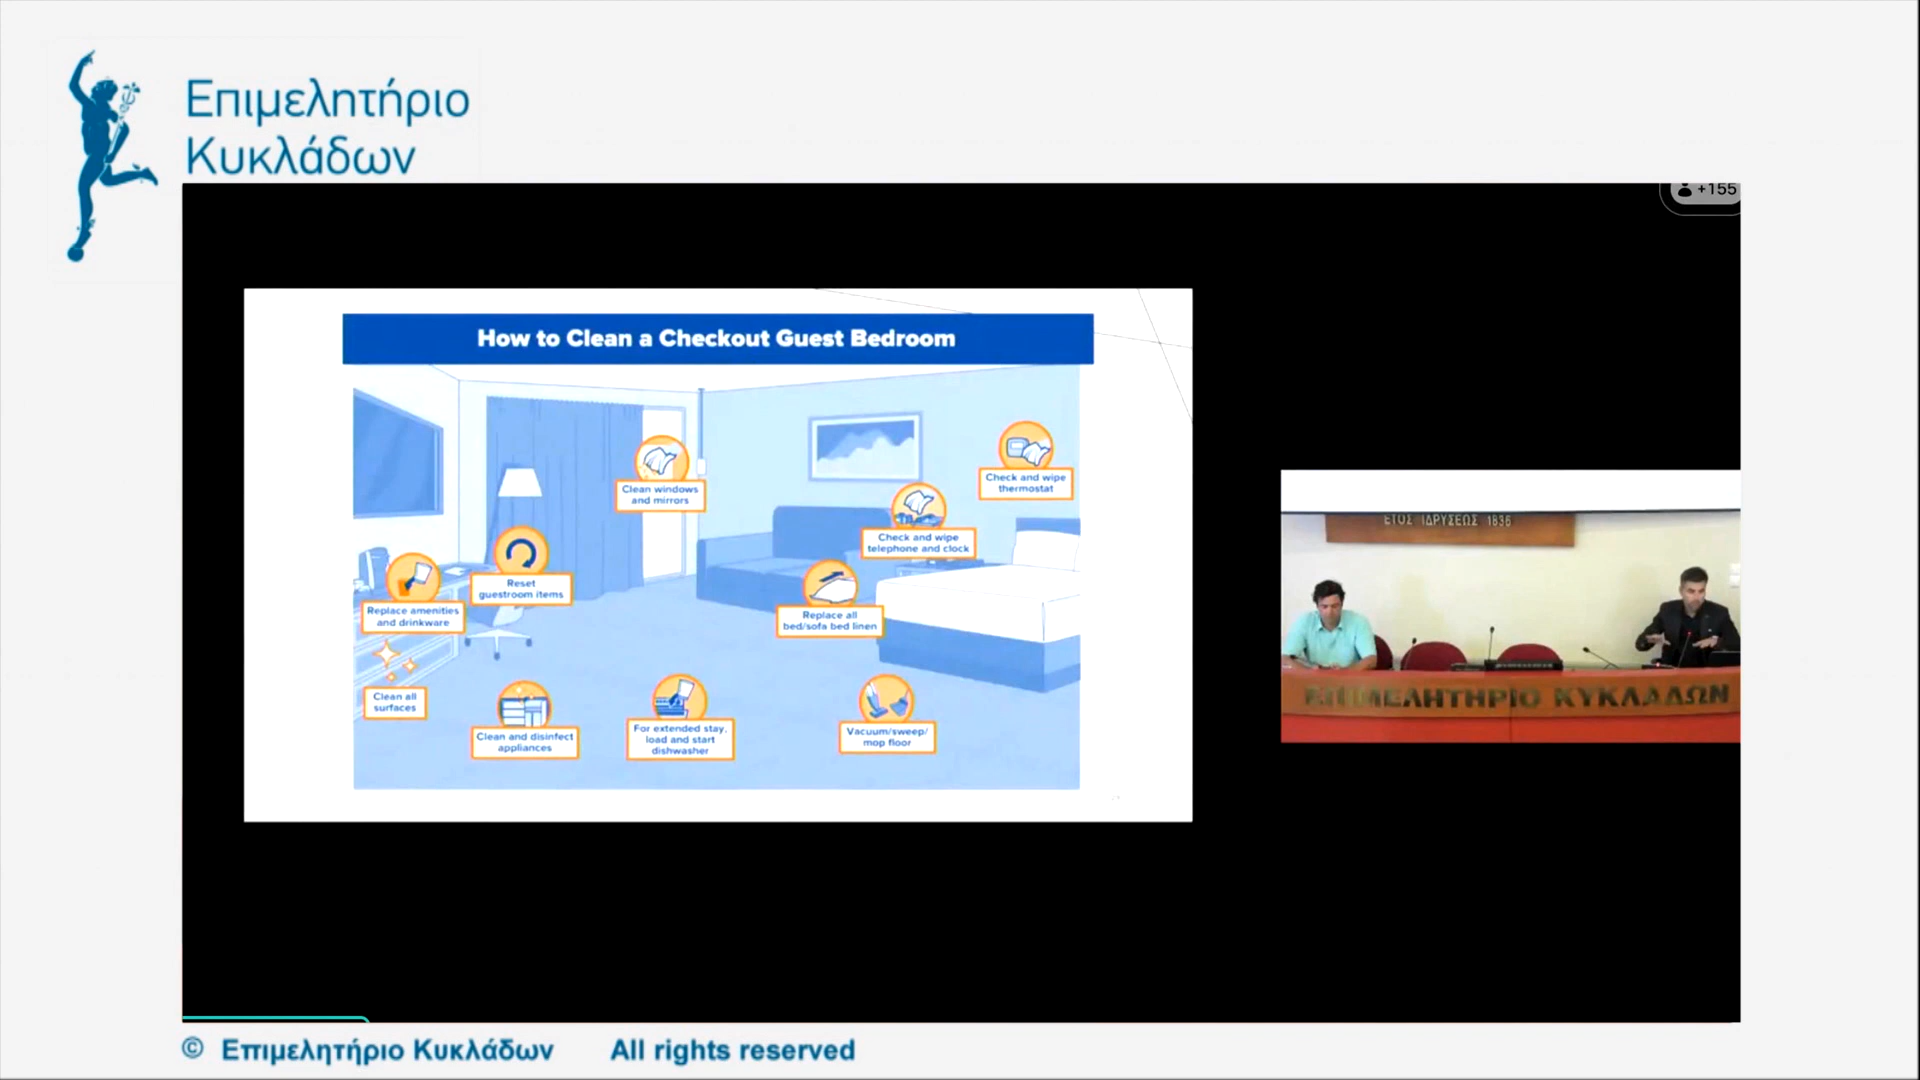 Επιμελητήριο
Κυκλάδων
+155
How to Clean a Checkout Guest Bedroom
Clean windows
and mirrors
Check and wipe
thermostat
Check and wipe
telephone and clock
Reset
guestroom items
Replace amenities
and drinkware
Replace all
bed/sofa bed linen
Clean all
surfaces
Clean and disinfect
appliances
For extended stay,
load and start
dishwasher
Vacuum/sweep/
mop floor
ΕΤΟΣ ΙΔΡΥΣΕΩΣ 1836
ΕΠΙΜΕΛΗΤΗΡΙΟ ΚΥΚΛΑΔΩΝ
© Επιμελητήριο Κυκλάδων All rights reserved